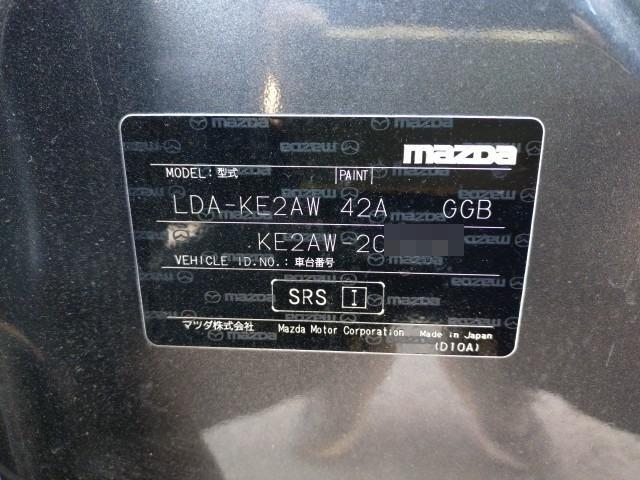 mazda
MODEL:型式 PAINT
LDA-KE2AW 42A GGB
KE2AW-20
VEHICLE ID.NO.:車台番号
SRS I
マツダ株式会社 Mazda Motor Corporation Made in Japan
(D10A)